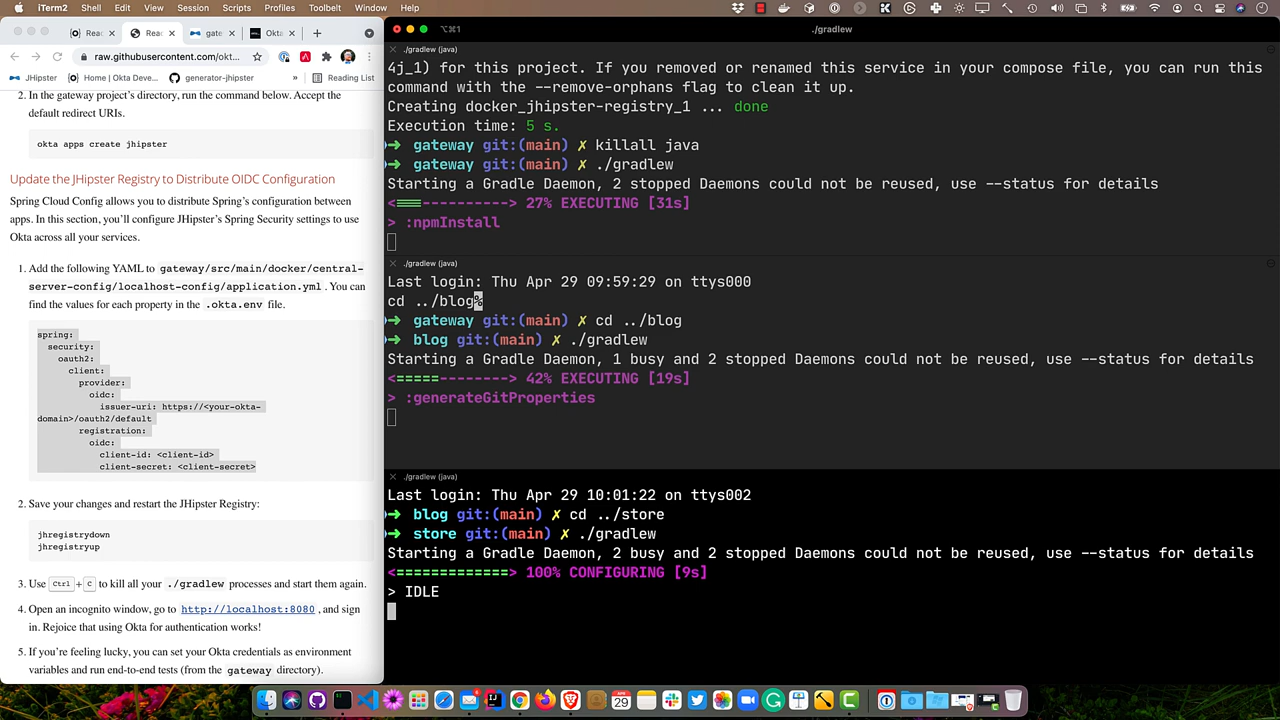 iTerm2 Shell Edit View Session Scripts Profiles Toolbelt Window Help
Reac
Reac
gate
Okta
raw.githubusercontent.com/okt...
JHipster
Home | Okta Deve...
generator-jhipster
»
Reading List
2. In the gateway project's directory, run the command below. Accept the
default redirect URIs.
okta apps create jhipster
Update the JHipster Registry to Distribute OIDC Configuration
Spring Cloud Config allows you to distribute Spring's configuration between
apps. In this section, you'll configure JHipster's Spring Security settings to use
Okta across all your services.
1. Add the following YAML to gateway/src/main/docker/central-
server-config/localhost-config/application.yml . You can
find the values for each property in the .okta.env file.
spring:
security:
oauth2:
client:
provider:
oidc:
issuer-uri: https://<your-okta-
domain>/oauth2/default
registration:
oidc:
client-id: <client-id>
client-secret: <client-secret>
2. Save your changes and restart the JHipster Registry:
jhregistrydown
jhregistryup
3. Use Ctrl + C to kill all your ./gradlew processes and start them again.
4. Open an incognito window, go to http://localhost:8080 , and sign
in. Rejoice that using Okta for authentication works!
5. If you're feeling lucky, you can set your Okta credentials as environment
variables and run end-to-end tests (from the gateway directory).
⌥⌘1
./gradlew
./gradlew (java)
4j_1) for this project. If you removed or renamed this service in your compose file, you can run this
command with the --remove-orphans flag to clean it up.
Creating docker_jhipster-registry_1 ... done
Execution time: 5 s.
➜ gateway git:(main) ✗ killall java
➜ gateway git:(main) ✗ ./gradlew
Starting a Gradle Daemon, 2 stopped Daemons could not be reused, use --status for details
<===----------> 27% EXECUTING [31s]
> :npmInstall
./gradlew (java)
Last login: Thu Apr 29 09:59:29 on ttys000
cd ../blog%
➜ gateway git:(main) ✗ cd ../blog
➜ blog git:(main) ✗ ./gradlew
Starting a Gradle Daemon, 1 busy and 2 stopped Daemons could not be reused, use --status for details
<=====--------> 42% EXECUTING [19s]
> :generateGitProperties
./gradlew (java)
Last login: Thu Apr 29 10:01:22 on ttys002
➜ blog git:(main) ✗ cd ../store
➜ store git:(main) ✗ ./gradlew
Starting a Gradle Daemon, 2 busy and 2 stopped Daemons could not be reused, use --status for details
<=============> 100% CONFIGURING [9s]
> IDLE